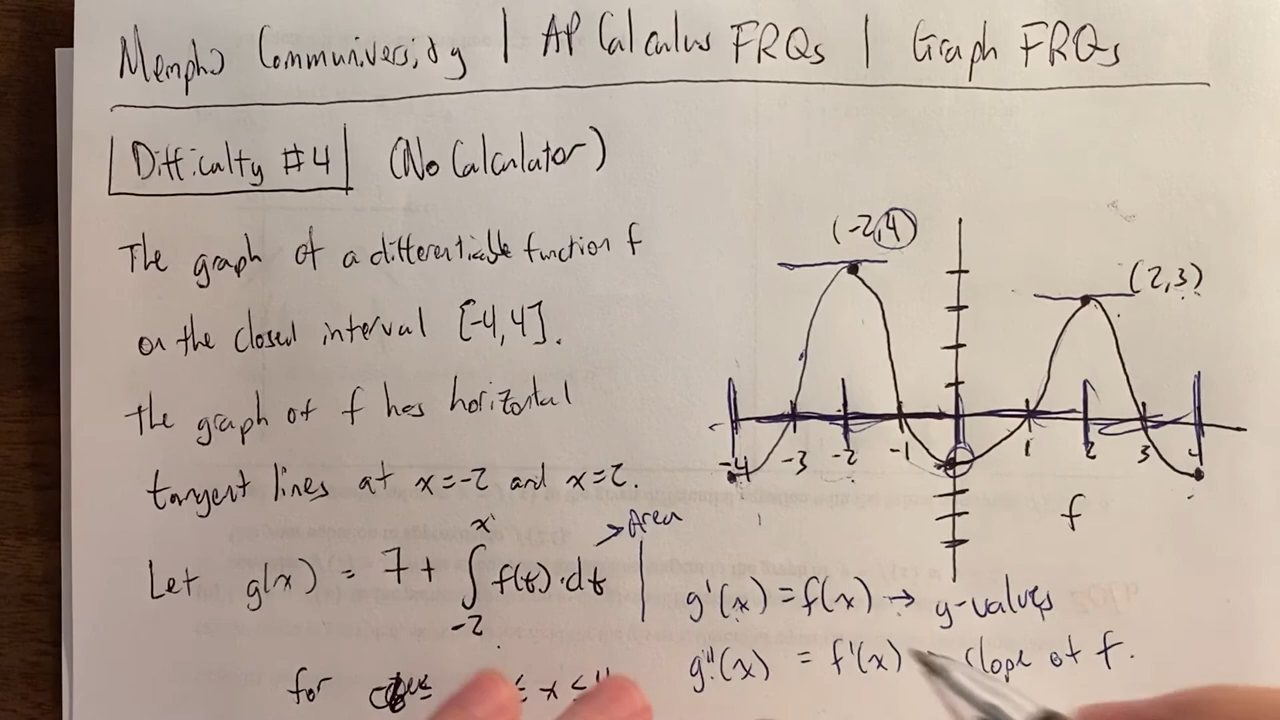 Memphis Communiversity | AP Calculus FRQs | Graph FRQs
Difficulty #4 (No Calculator)
The graph of a differentiable function f
on the closed interval [-4,4].
The graph of f has horizontal
tangent lines at x=-2 and x=2.
Let g(x) = 7 + ∫_{-2}^{x} f(t)·dt → Area
for ≤ x ≤ 4
(-2,4)
(2,3)
-4 -3 -2 -1 1 2 3 4
f
g'(x) = f(x) → y-values
g''(x) = f'(x) slope of f.